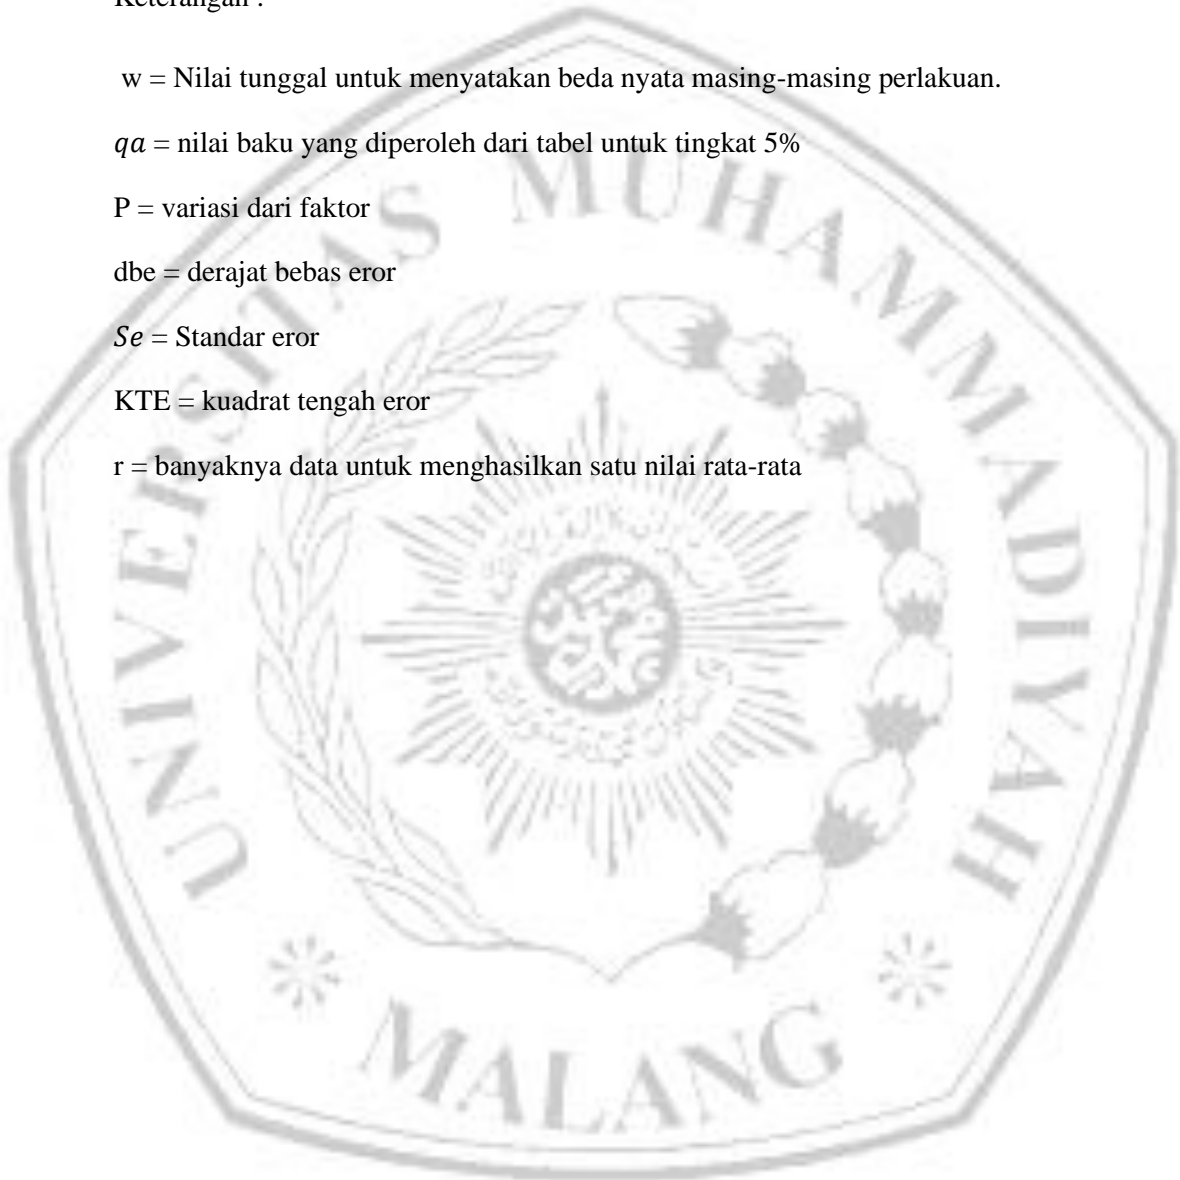 Keterangan :
w = Nilai tunggal untuk menyatakan beda nyata masing-masing perlakuan.
𝑞𝑎 = nilai baku yang diperoleh dari tabel untuk tingkat 5%
P = variasi dari faktor
dbe = derajat bebas eror
𝑆𝑒 = Standar eror
KTE = kuadrat tengah eror
r = banyaknya data untuk menghasilkan satu nilai rata-rata
UNIVERSITAS MUHAMMADIYAH
MALANG